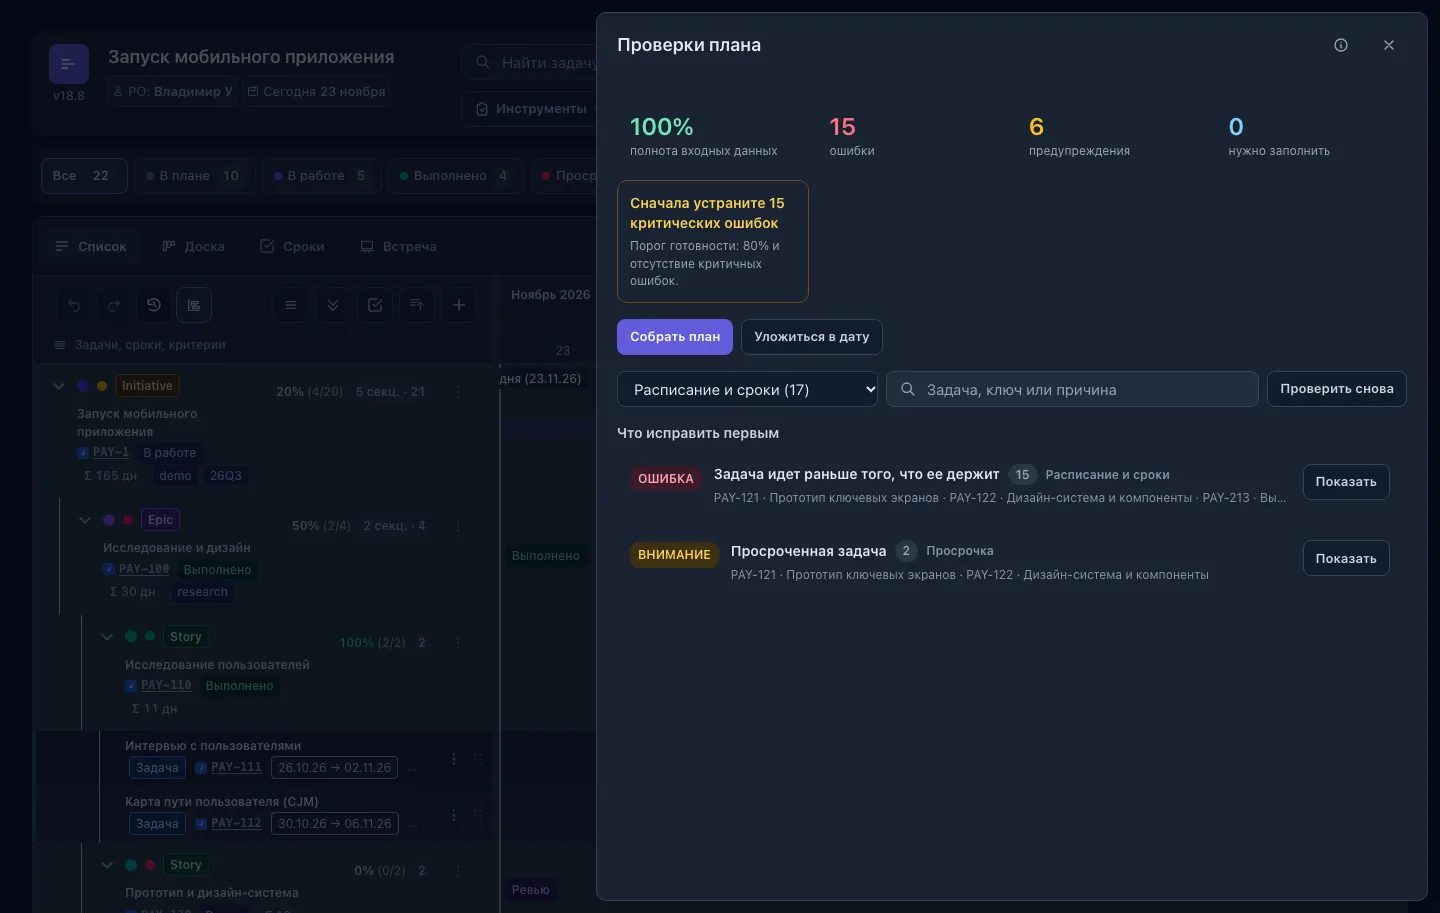 Запуск мобильного приложения
v18.8
PO: Владимир У
Сегодня 23 ноября
Найти задачу
Инструменты
Все 22
В плане 10
В работе 5
Выполнено 4
Проср
Список
Доска
Сроки
Встреча
Ноябрь 2026
Задачи, сроки, критерии
23
дня (23.11.26)
Initiative
20% (4/20) 5 секц. · 21
Запуск мобильного
приложения
PAY-1 В работе
Σ 165 дн demo 26Q3
Epic
50% (2/4) 2 секц. · 4
Исследование и дизайн
PAY-100 Выполнено
Σ 30 дн research
Выполнено
Story
100% (2/2) 2
Исследование пользователей
PAY-110 Выполнено
Σ 11 дн
Интервью с пользователями
Задача PAY-111 26.10.26 → 02.11.26 ...
Карта пути пользователя (CJM)
Задача PAY-112 30.10.26 → 06.11.26 ...
Story
0% (0/2) 2
Прототип и дизайн-система
Ревью
Проверки плана
100%
полнота входных данных
15
ошибки
6
предупреждения
0
нужно заполнить
Сначала устраните 15
критических ошибок
Порог готовности: 80% и
отсутствие критичных
ошибок.
Собрать план
Уложиться в дату
Расписание и сроки (17)
Задача, ключ или причина
Проверить снова
Что исправить первым
ОШИБКА
Задача идет раньше того, что ее держит 15 Расписание и сроки
PAY-121 · Прототип ключевых экранов · PAY-122 · Дизайн-система и компоненты · PAY-213 · Вы...
Показать
ВНИМАНИЕ
Просроченная задача 2 Просрочка
PAY-121 · Прототип ключевых экранов · PAY-122 · Дизайн-система и компоненты
Показать